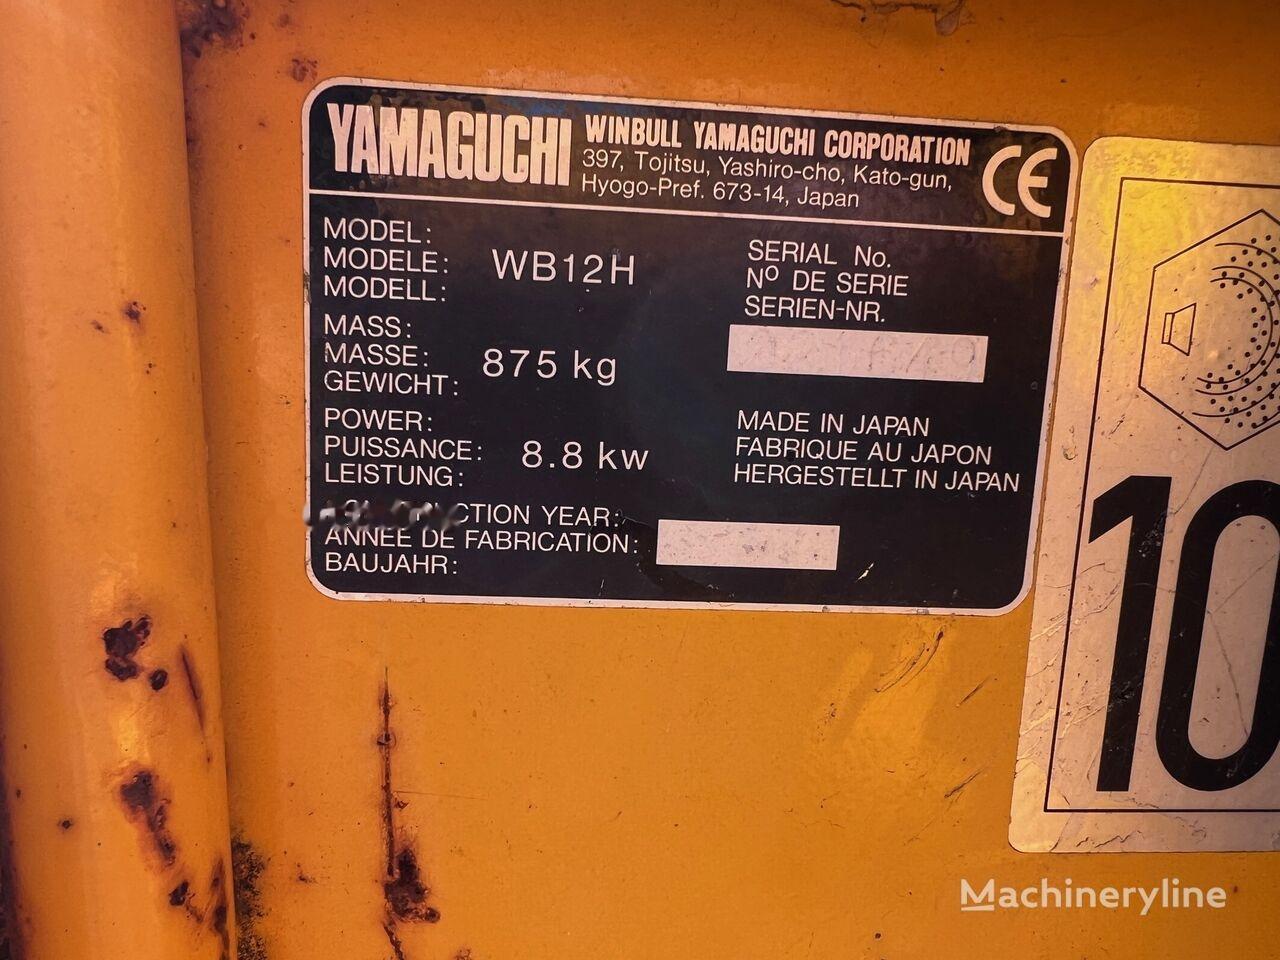 YAMAGUCHI
WINBULL YAMAGUCHI CORPORATION
397, Tojitsu, Yashiro-cho, Kato-gun,
Hyogo-Pref. 673-14, Japan
CE
MODEL:
MODELE:
MODELL:
WB12H
MASS:
MASSE:
GEWICHT:
875 kg
POWER:
PUISSANCE:
LEISTUNG:
8.8 kw
YEAR:
ANNEE DE FABRICATION:
BAUJAHR:
SERIAL No.
Nº DE SERIE
SERIEN-NR.
MADE IN JAPAN
FABRIQUE AU JAPON
HERGESTELLT IN JAPAN
10
Machineryline